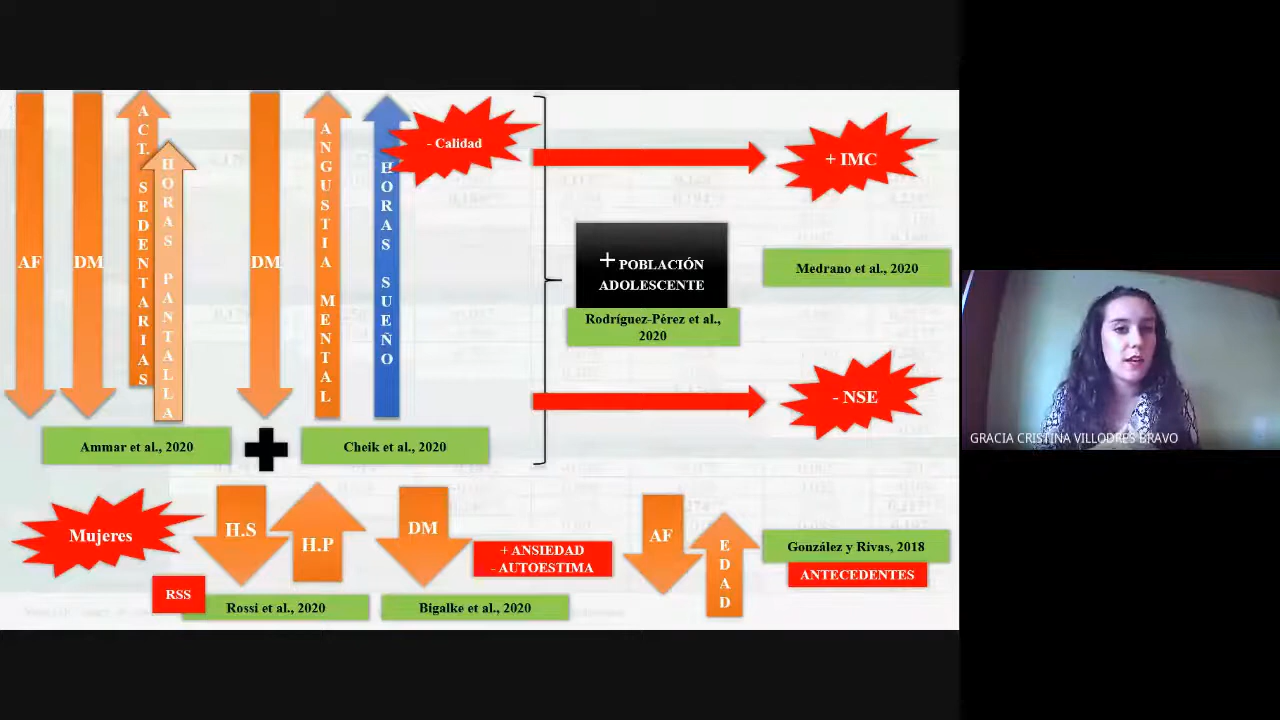 AF
DM
ACT. SEDENTARIAS
HORAS PANTALLA
DM
ANGUSTIA MENTAL
HORAS SUEÑO
- Calidad
+ IMC
+ POBLACIÓN
ADOLESCENTE
Rodríguez-Pérez et al.,
2020
Medrano et al., 2020
- NSE
Ammar et al., 2020
Cheik et al., 2020
Mujeres
H.S
H.P
DM
+ ANSIEDAD
- AUTOESTIMA
RSS
Rossi et al., 2020
Bigalke et al., 2020
AF
EDAD
González y Rivas, 2018
ANTECEDENTES
GRACIA CRISTINA VILLODRES BRAVO